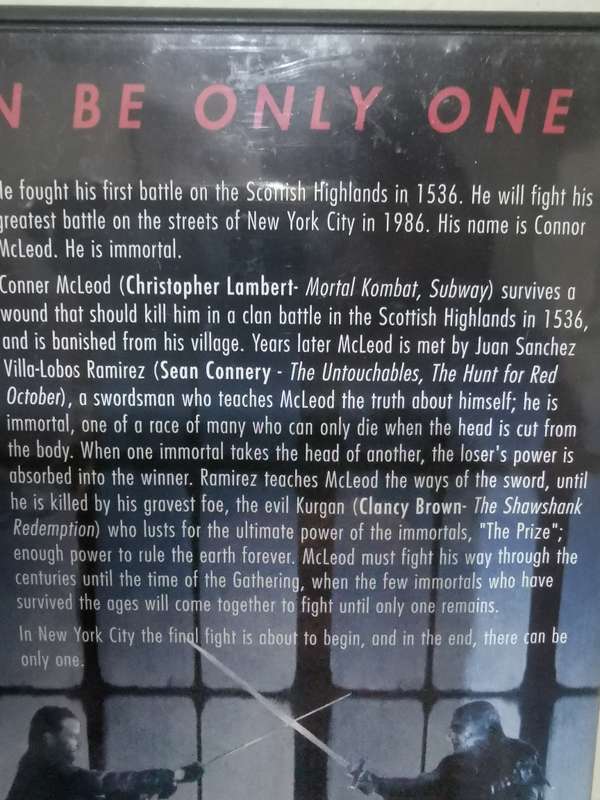 N BE ONLY ONE
He fought his first battle on the Scottish Highlands in 1536. He will fight his
greatest battle on the streets of New York City in 1986. His name is Connor
McLeod. He is immortal.
Conner McLeod (Christopher Lambert- Mortal Kombat, Subway) survives a
wound that should kill him in a clan battle in the Scottish Highlands in 1536,
and is banished from his village. Years later McLeod is met by Juan Sanchez
Villa-Lobos Ramirez (Sean Connery - The Untouchables, The Hunt for Red
October), a swordsman who teaches McLeod the truth about himself; he is
immortal, one of a race of many who can only die when the head is cut from
the body. When one immortal takes the head of another, the loser's power is
absorbed into the winner. Ramirez teaches McLeod the ways of the sword, until
he is killed by his gravest foe, the evil Kurgan (Clancy Brown- The Shawshank
Redemption) who lusts for the ultimate power of the immortals, "The Prize";
enough power to rule the earth forever. McLeod must fight his way through the
centuries until the time of the Gathering, when the few immortals who have
survived the ages will come together to fight until only one remains.
In New York City the final fight is about to begin, and in the end, there can be
only one.